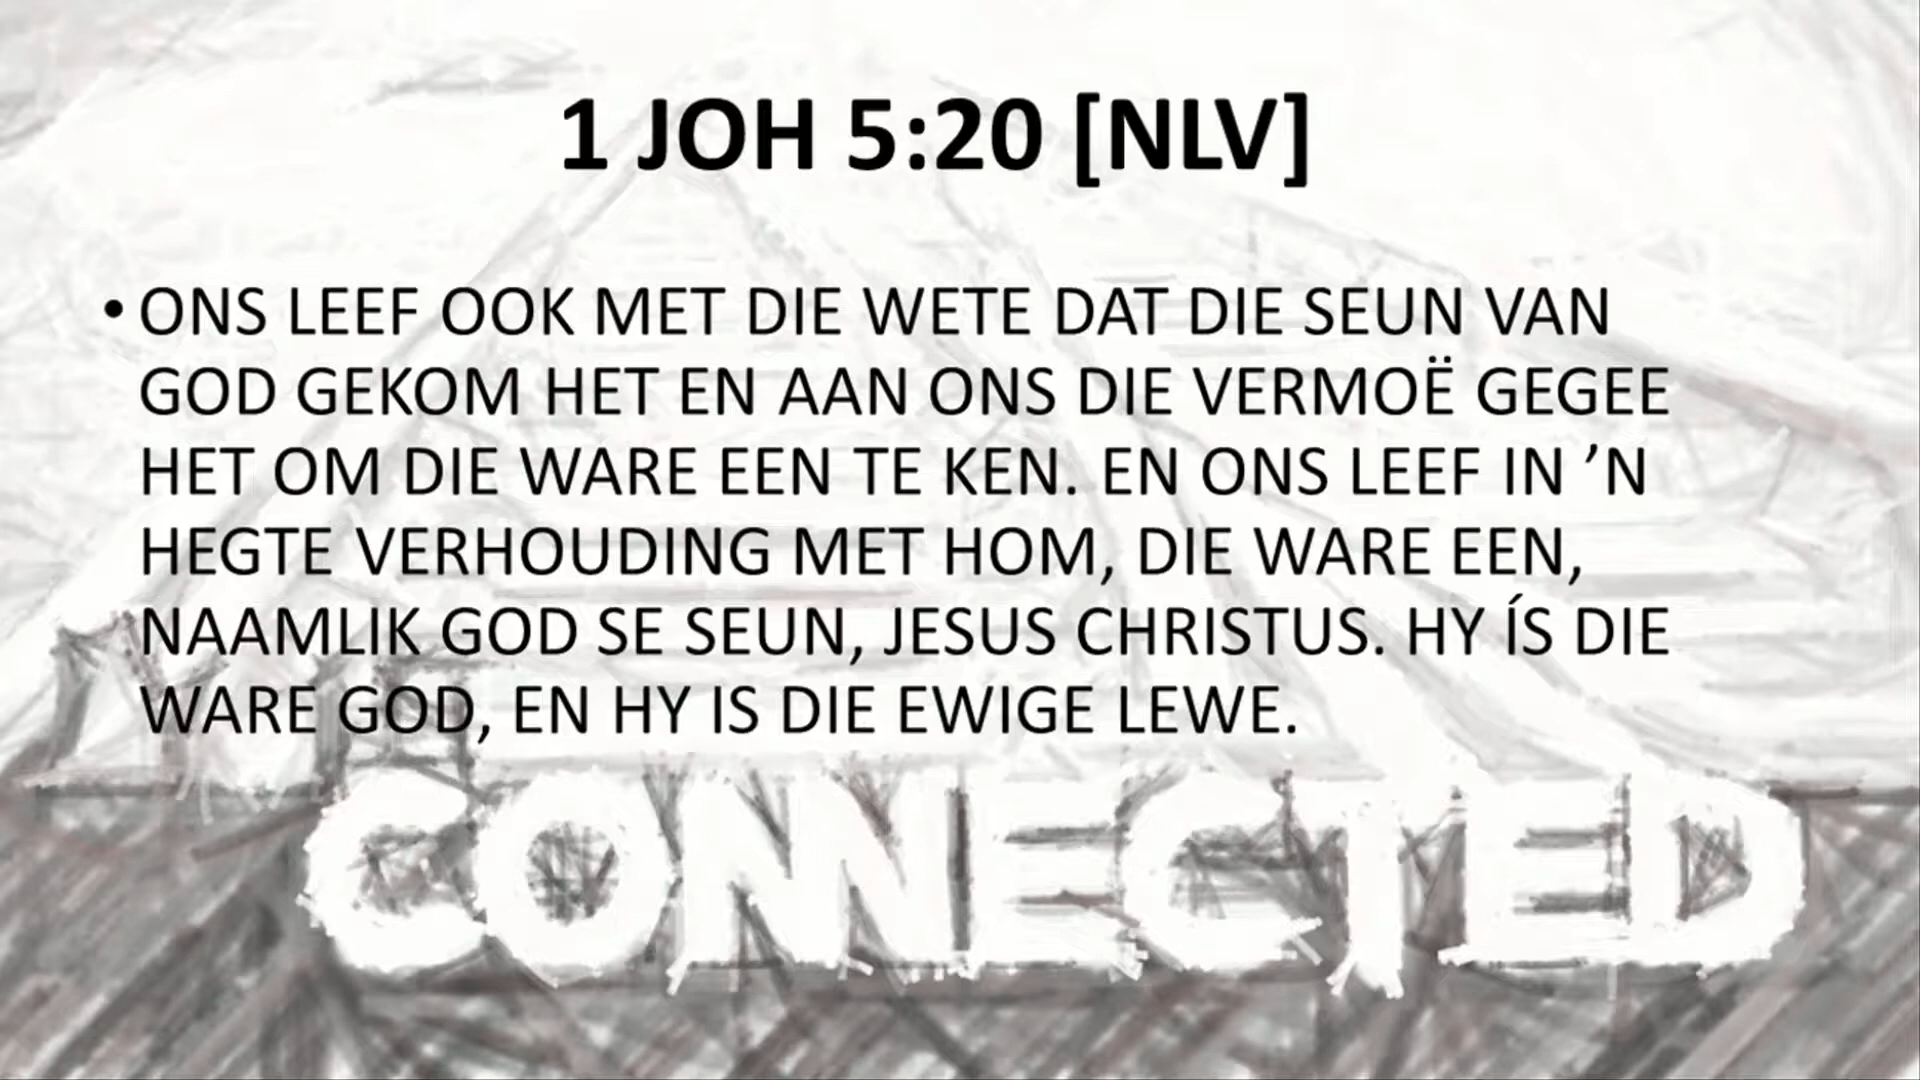 1 JOH 5:20 [NLV]
• ONS LEEF OOK MET DIE WETE DAT DIE SEUN VAN
GOD GEKOM HET EN AAN ONS DIE VERMOË GEGEE
HET OM DIE WARE EEN TE KEN. EN ONS LEEF IN ’N
HEGTE VERHOUDING MET HOM, DIE WARE EEN,
NAAMLIK GOD SE SEUN, JESUS CHRISTUS. HY ÍS DIE
WARE GOD, EN HY IS DIE EWIGE LEWE.
CONNECTED